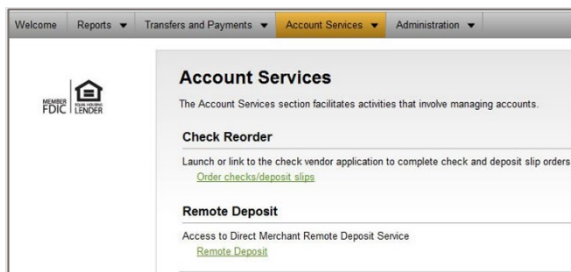 Welcome Reports Transfers and Payments Account Services Administration
Account Services
MEMBER
FDIC
EQUAL HOUSING
LENDER
The Account Services section facilitates activities that involve managing accounts.
Check Reorder
Launch or link to the check vendor application to complete check and deposit slip orders
Order checks/deposit slips
Remote Deposit
Access to Direct Merchant Remote Deposit Service
Remote Deposit